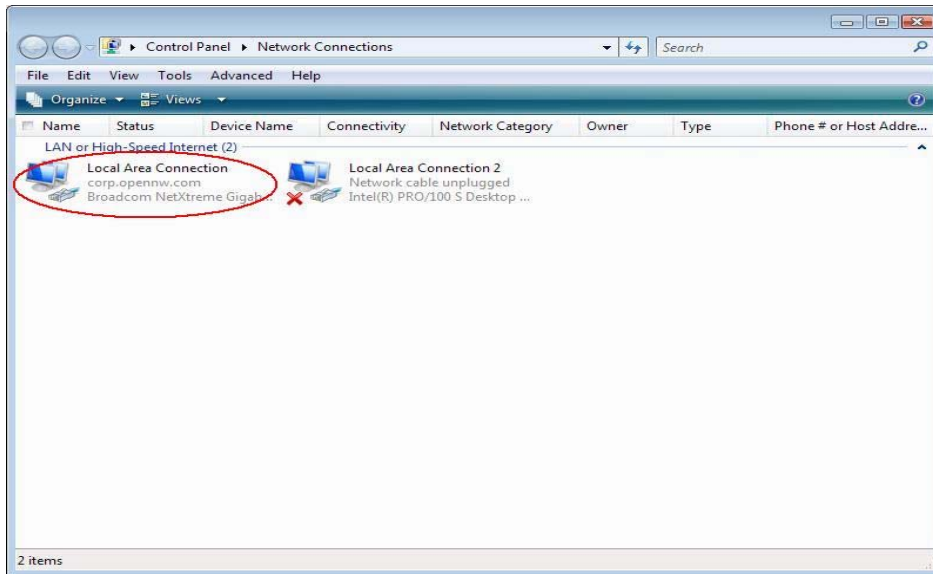 Control Panel Network Connections Search
File Edit View Tools Advanced Help
Organize Views
Name Status Device Name Connectivity Network Category Owner Type Phone # or Host Addre...
LAN or High-Speed Internet (2)
Local Area Connection
corp.opennw.com
Broadcom NetXtreme Gigab...
Local Area Connection 2
Network cable unplugged
Intel(R) PRO/100 S Desktop ...
2 items